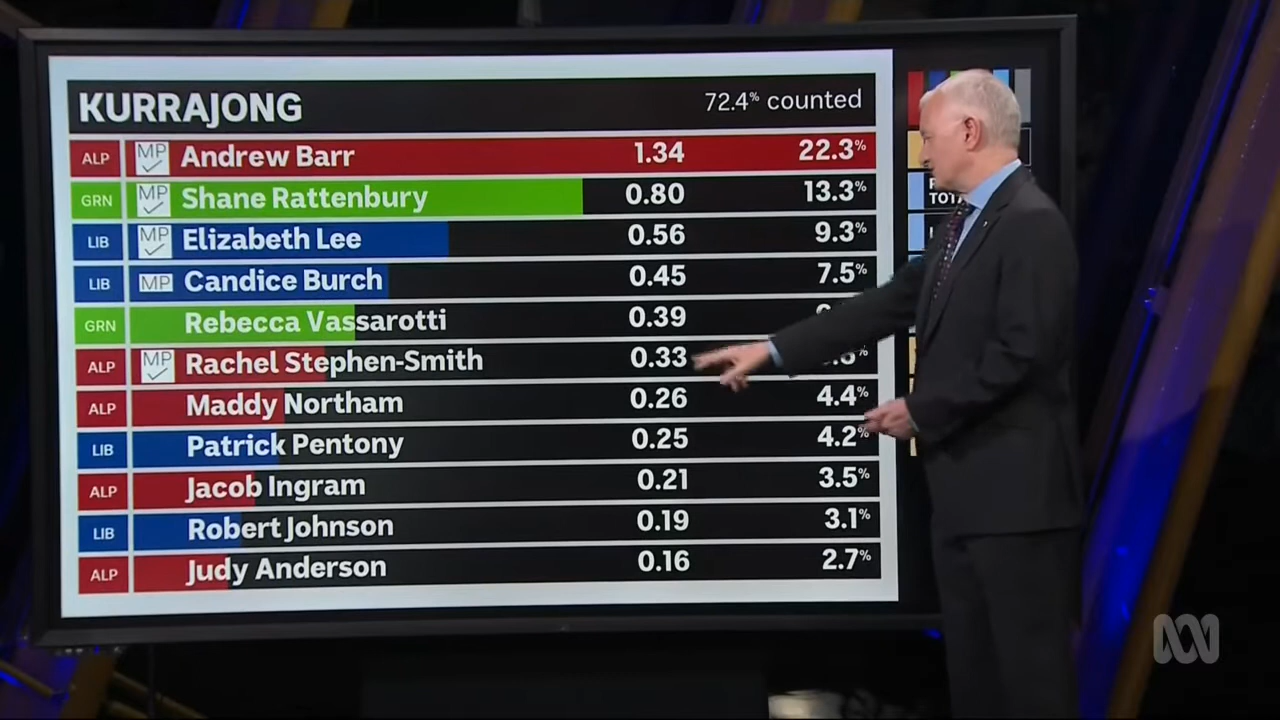 KURRAJONG 72.4% counted
ALP MP Andrew Barr 1.34 22.3%
GRN MP Shane Rattenbury 0.80 13.3%
LIB MP Elizabeth Lee 0.56 9.3%
LIB MP Candice Burch 0.45 7.5%
GRN Rebecca Vassarotti 0.39
ALP MP Rachel Stephen-Smith 0.33
ALP Maddy Northam 0.26 4.4%
LIB Patrick Pentony 0.25 4.2%
ALP Jacob Ingram 0.21 3.5%
LIB Robert Johnson 0.19 3.1%
ALP Judy Anderson 0.16 2.7%